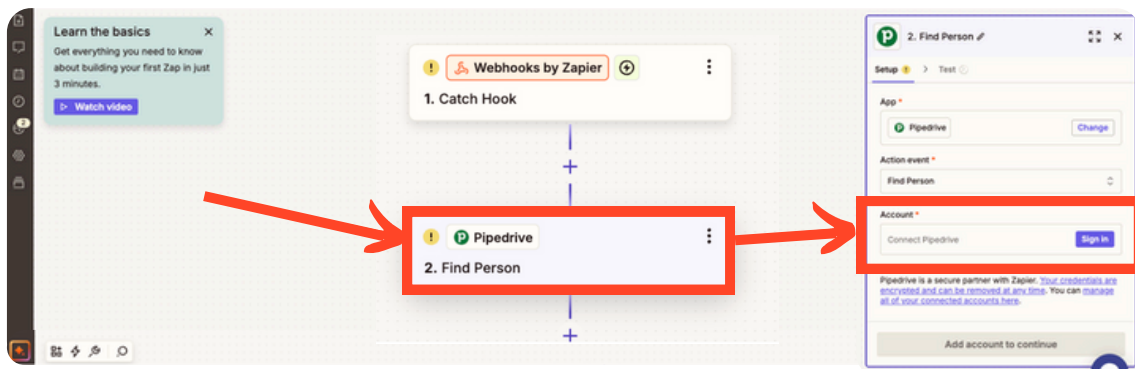 Learn the basics
Get everything you need to know
about building your first Zap in just
3 minutes.
Watch video
2
Webhooks by Zapier
1. Catch Hook
Pipedrive
2. Find Person
2. Find Person
Setup
Test
App *
Pipedrive
Change
Action event *
Find Person
Account *
Connect Pipedrive
Sign in
Pipedrive is a secure partner with Zapier. Your credentials are
encrypted and can be removed at any time. You can manage
all of your connected accounts here.
Add account to continue